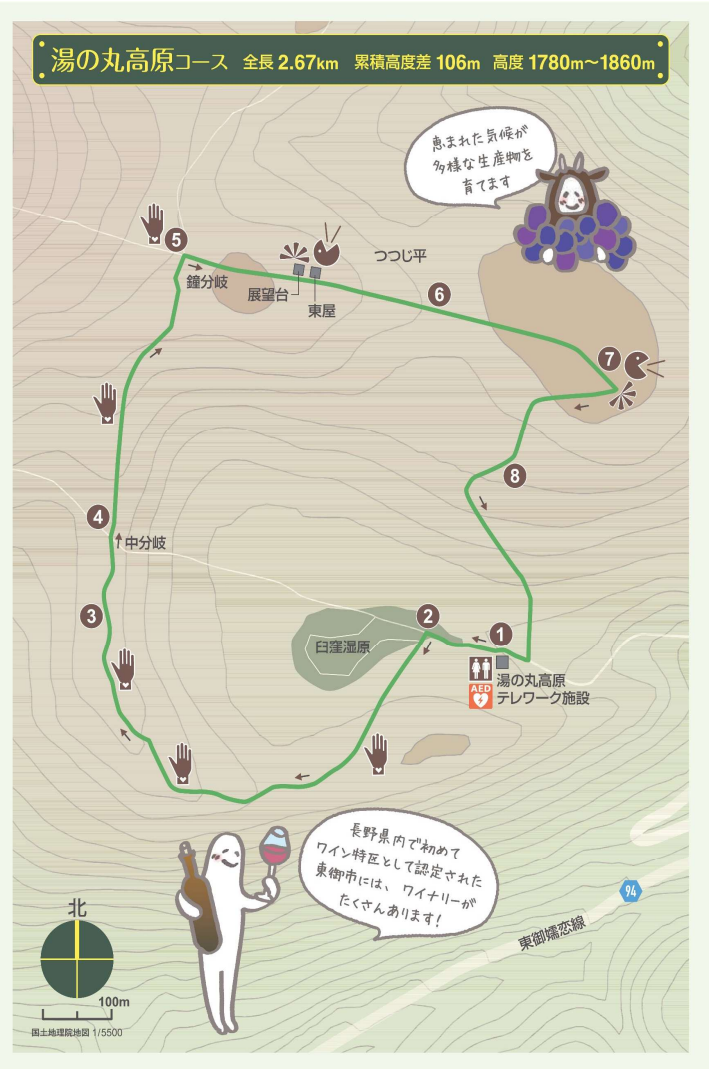 湯の丸高原コース 全長 2.67km 累積高度差 106m 高度 1780m〜1860m
恵まれた気候が
多様な生産物を
育てます
5
つつじ平
鐘分岐
展望台
東屋
6
7
8
4
中分岐
3
2
1
臼窪湿原
AED
湯の丸高原
テレワーク施設
長野県内で初めて
ワイン特区として認定された
東御市には、ワイナリーが
たくさんあります!
94
東御嬬恋線
北
100m
国土地理院地図 1/5500